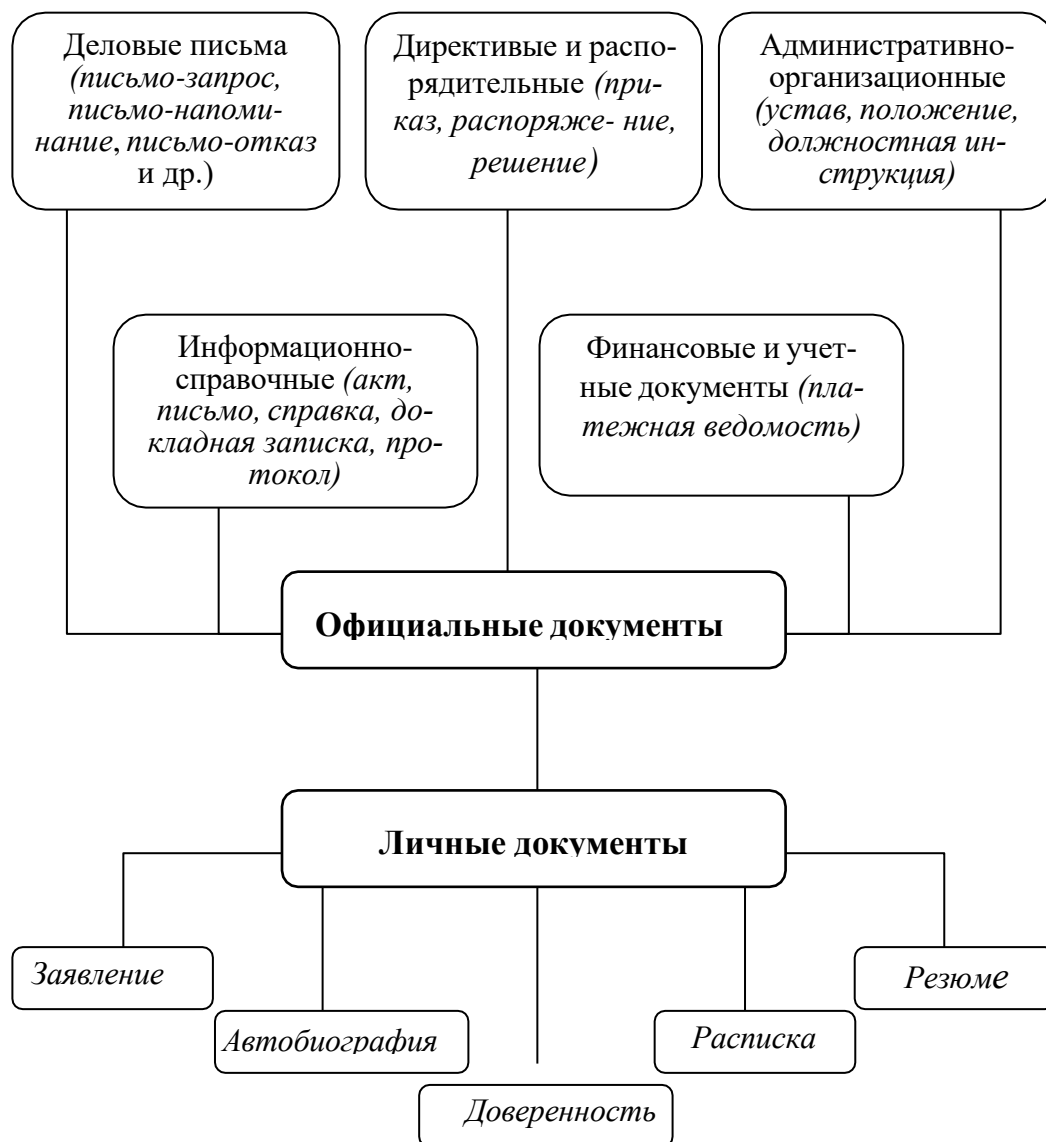 Деловые письма
(письмо-запрос,
письмо-напоми-
нание, письмо-отказ
и др.)
Директивые и распо-
рядительные (при-
каз, распоряже- ние,
решение)
Административно-
организационные
(устав, положение,
должностная ин-
струкция)
Информационно-
справочные (акт,
письмо, справка, до-
кладная записка, про-
токол)
Финансовые и учет-
ные документы (пла-
тежная ведомость)
Официальные документы
Личные документы
Заявление
Резюме
Автобиография
Расписка
Доверенность